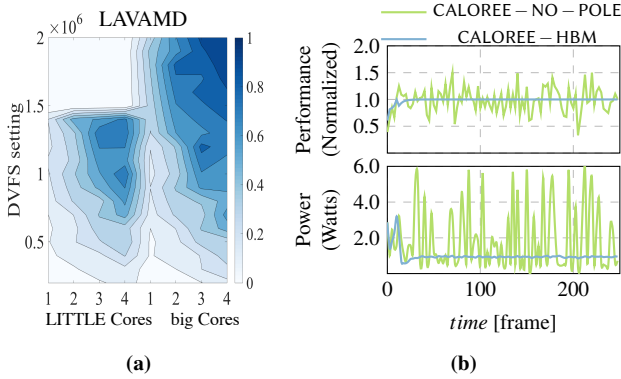 LAVAMD
2 ×10⁶
1.5
1
0.5
DVFS setting
1 2 3 4 1 2 3 4
LITTLE Cores big Cores
1
0.8
0.6
0.4
0.2
0
(a)
CALOREE – NO – POLE
CALOREE – HBM
Performance
(Normalized)
2.0
1.5
1.0
0.5
Power
(Watts)
6.0
4.0
2.0
0 100 200
time [frame]
(b)